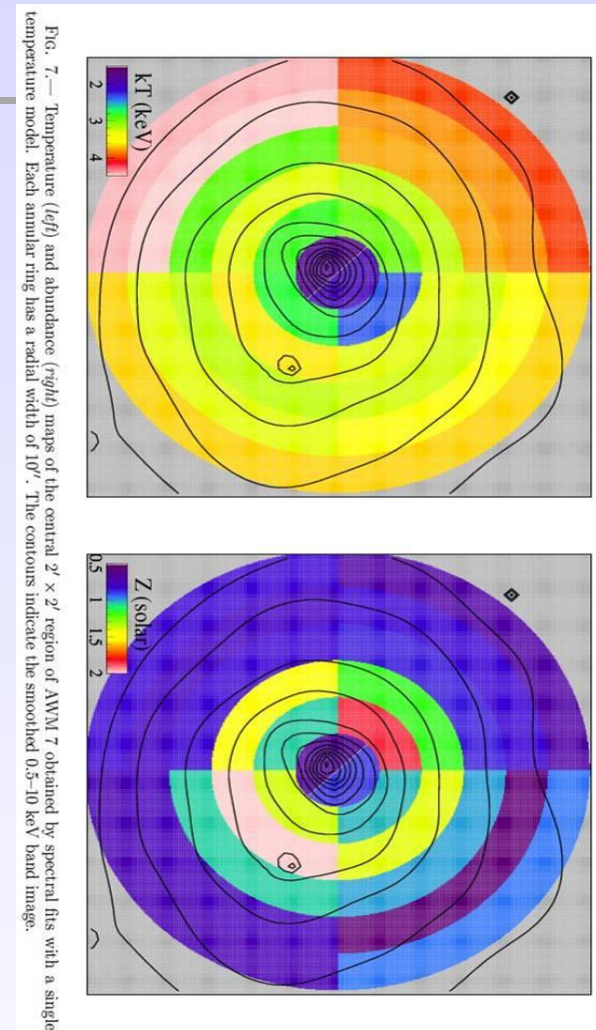 kT (keV)
2 3 4
Z (solar)
0.5 1 1.5 2
FIG. 7.— Temperature (left) and abundance (right) maps of the central 2′ × 2′ region of AWM 7 obtained by spectral fits with a single
temperature model. Each annular ring has a radial width of 10″. The contours indicate the smoothed 0.5–10 keV band image.